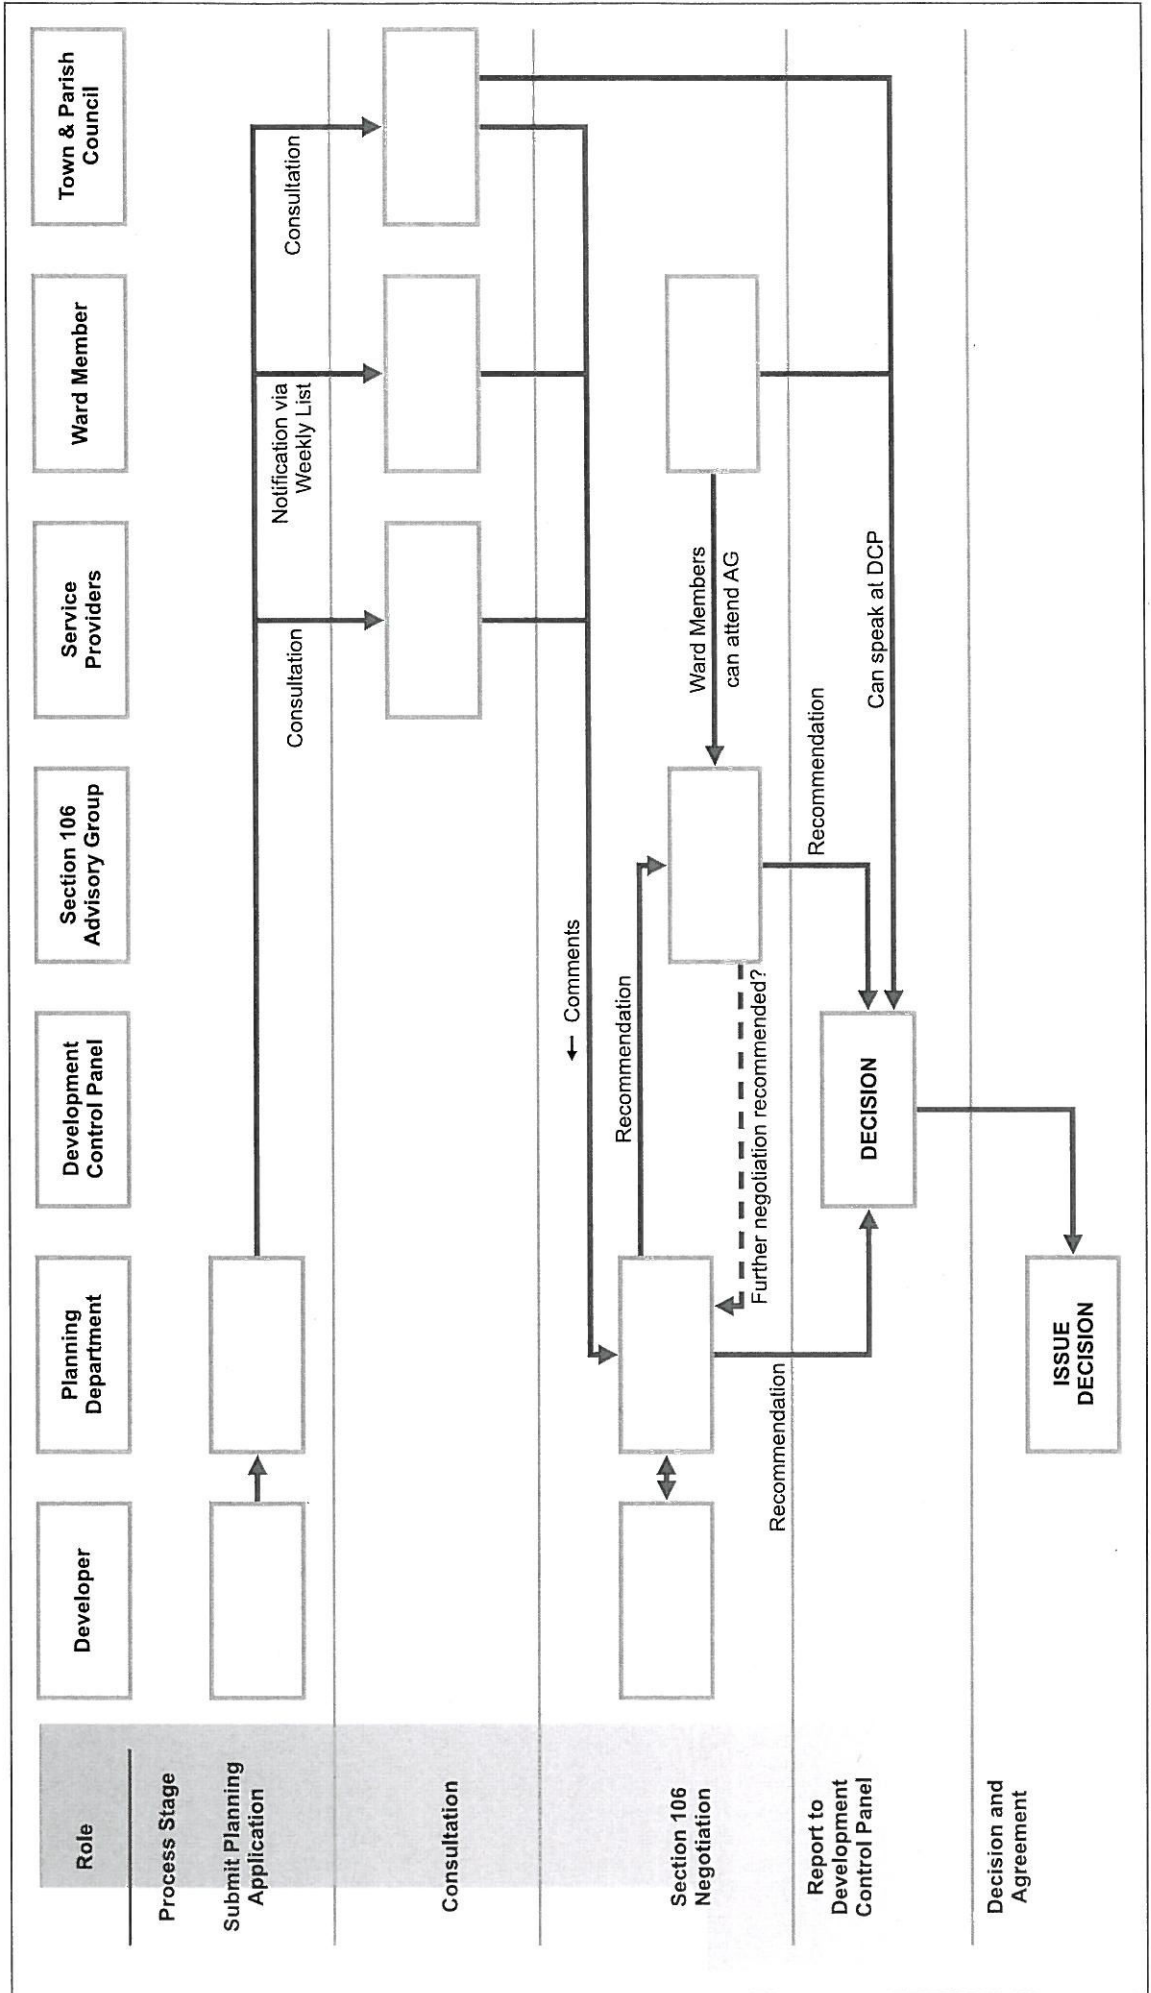 Role
Developer
Planning
Department
Development
Control Panel
Section 106
Advisory Group
Service
Providers
Ward Member
Town & Parish
Council
Process Stage
Submit Planning
Application
Consultation
Notification via
Weekly List
Consultation
Consultation
← Comments
Section 106
Negotiation
Recommendation
Ward Members
can attend AG
Further negotiation recommended?
Recommendation
Recommendation
Can speak at DCP
Report to
Development
Control Panel
DECISION
Decision and
Agreement
ISSUE
DECISION